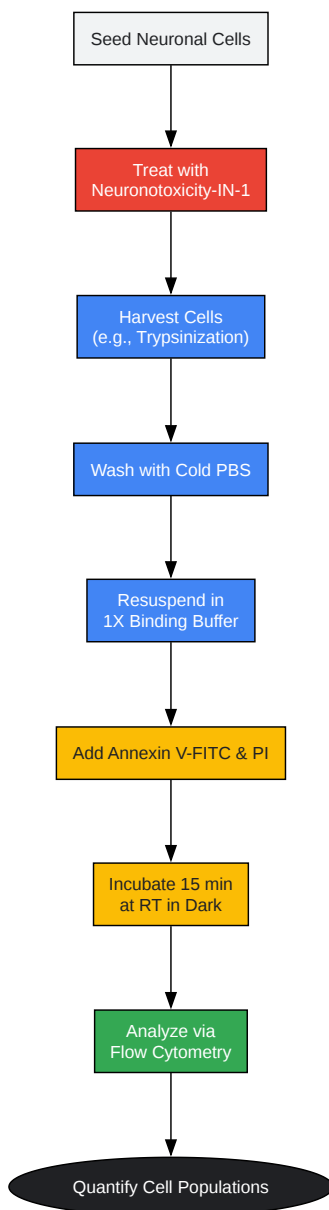 Seed Neuronal Cells
Treat with
Neuronotoxicity-IN-1
Harvest Cells
(e.g., Trypsinization)
Wash with Cold PBS
Resuspend in
1X Binding Buffer
Add Annexin V-FITC & PI
Incubate 15 min
at RT in Dark
Analyze via
Flow Cytometry
Quantify Cell Populations